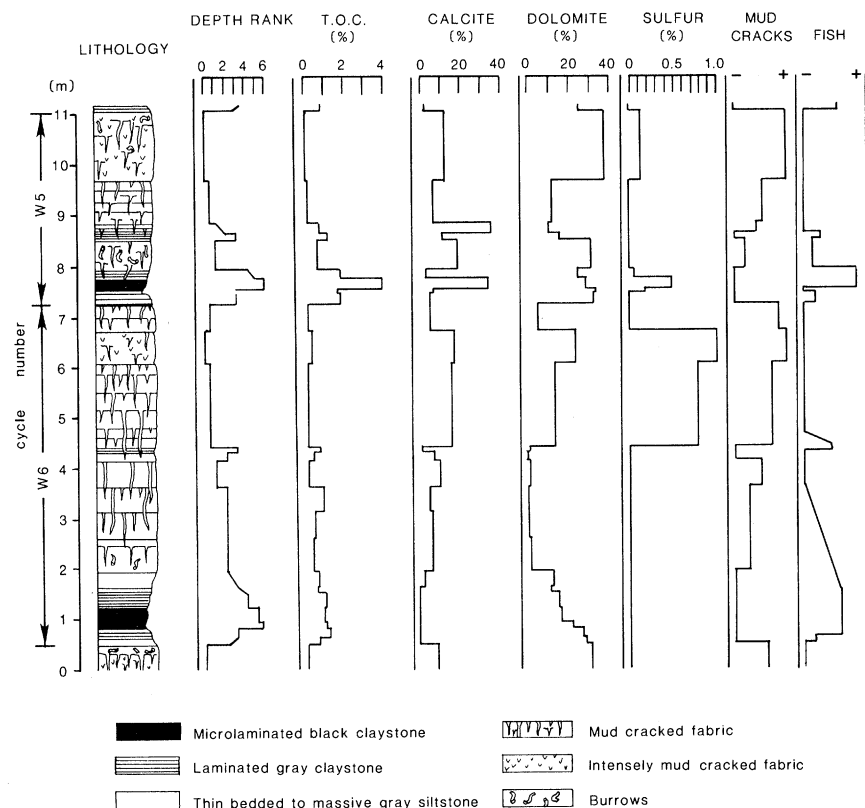 DEPTH RANK T.O.C. CALCITE DOLOMITE SULFUR MUD
LITHOLOGY (%) (%) (%) (%) CRACKS FISH
(m) 0 2 4 6 0 2 4 0 20 40 0 20 40 0 0.5 1.0 - + - +
11
10
9
8
7
6
5
4
3
2
1
0
W5
W6
cycle number
Microlaminated black claystone
Laminated gray claystone
Thin bedded to massive gray siltstone
Mud cracked fabric
Intensely mud cracked fabric
Burrows